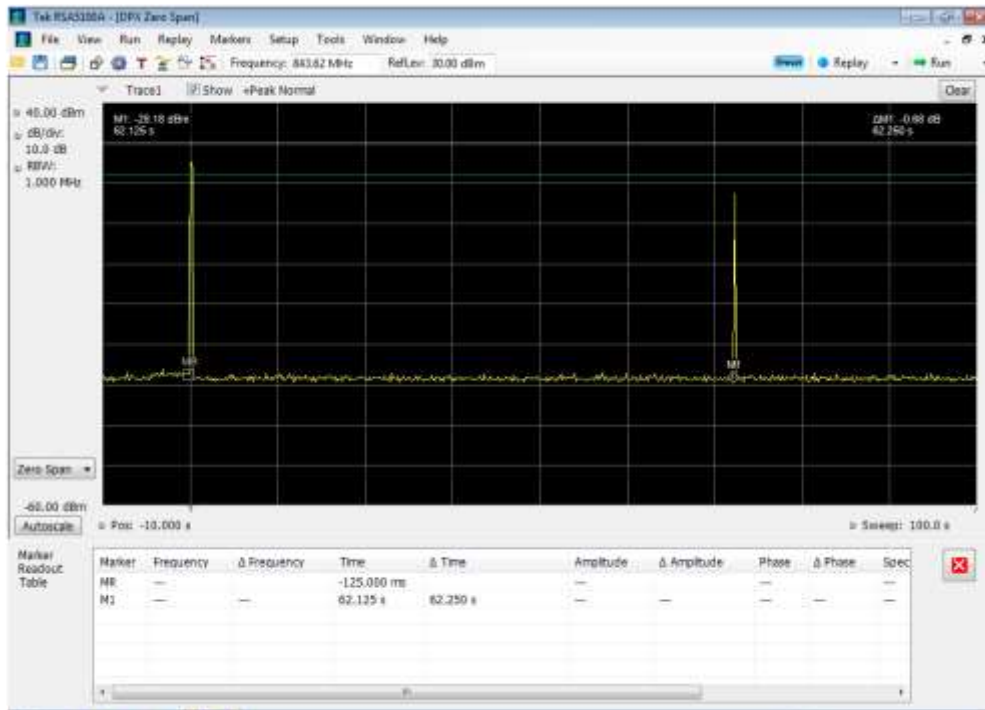 Tek RSA5100A - [DPX Zero Span]
File View Run Replay Markers Setup Tools Window Help
Frequency: 843.62 MHz RefLev: 30.00 dBm Preset Replay Run
Trace1 Show +Peak Normal Clear
40.00 dBm
dB/div:
10.0 dB
RBW:
1.000 MHz
M1: -28.18 dBm
62.125 s
ΔM1: -0.68 dB
62.250 s
MR
M1
Zero Span
-60.00 dBm
Autoscale
Pos: -10.000 s
Sweep: 100.0 s
Marker
Readout
Table
Marker Frequency Δ Frequency Time Δ Time Amplitude Δ Amplitude Phase Δ Phase Spec
MR --- -125.000 ms --- --- ---
M1 --- --- 62.125 s 62.250 s --- --- --- --- ---